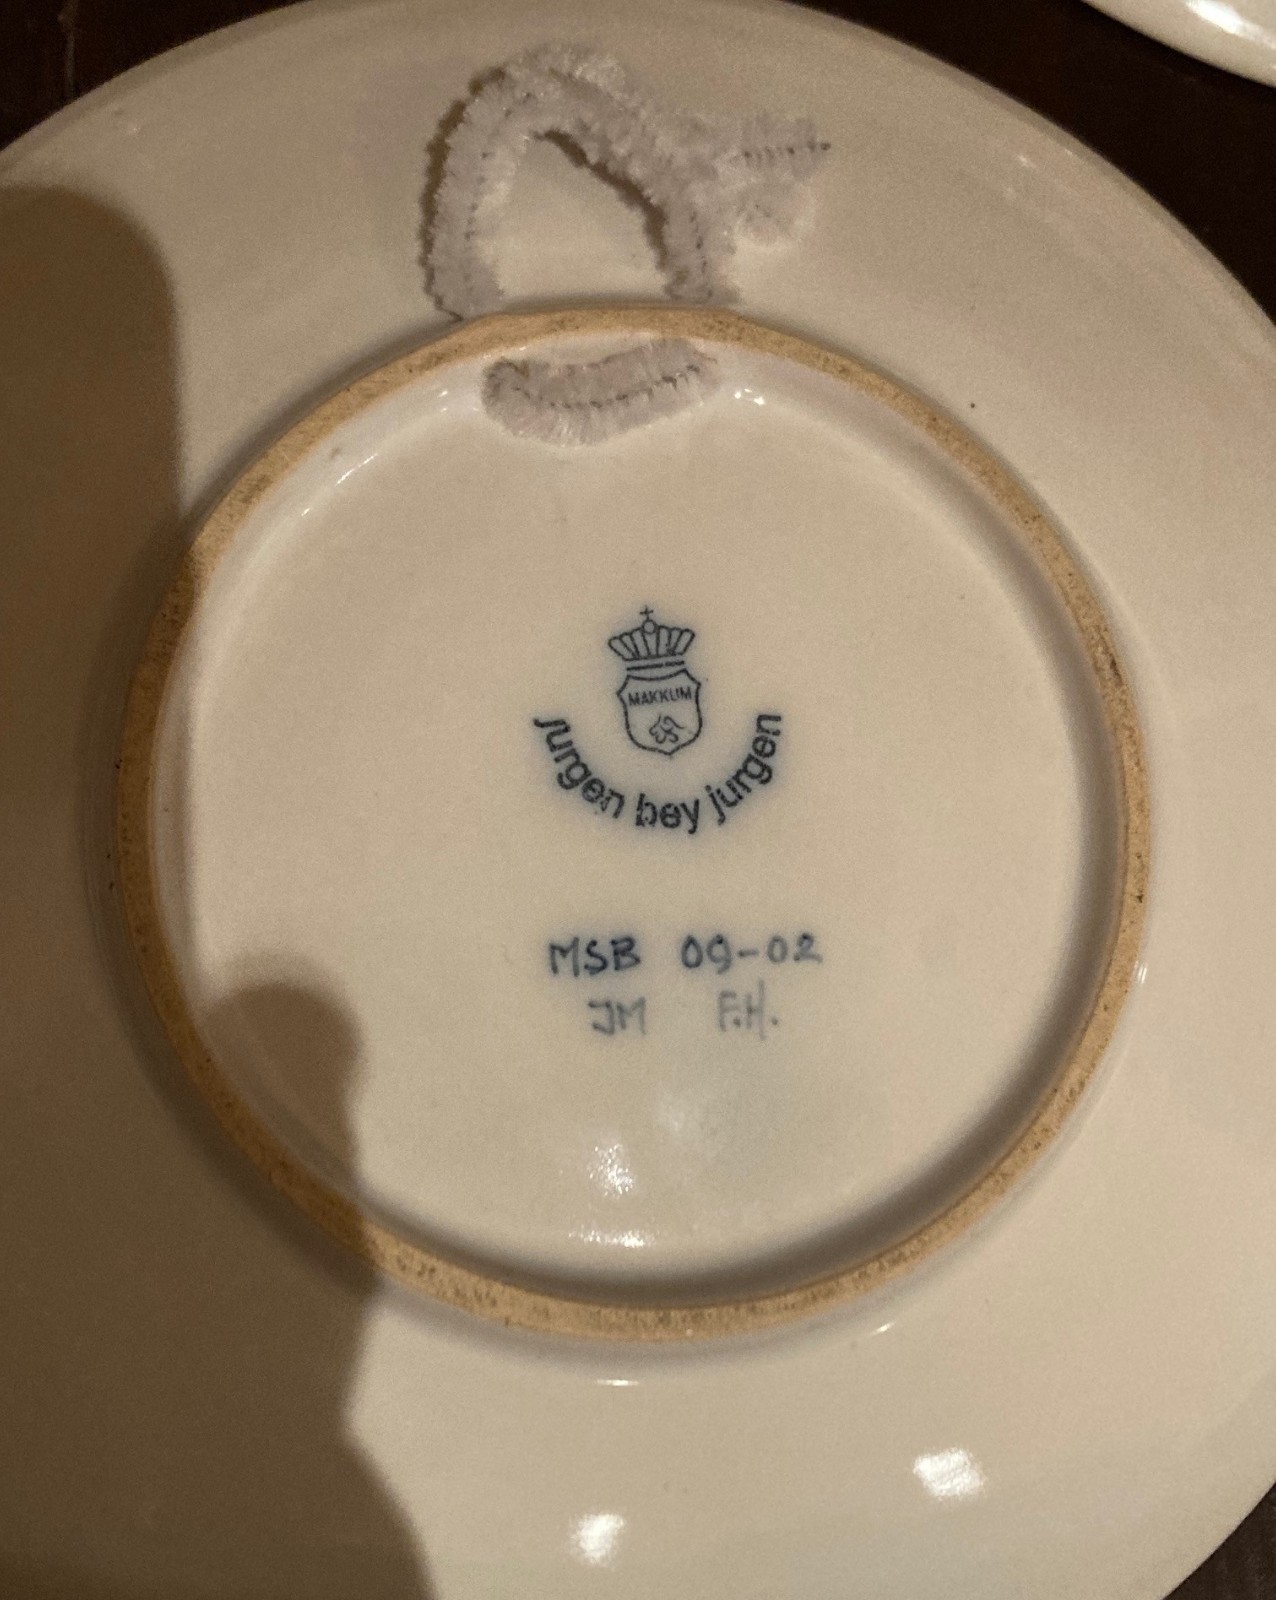 MAKKUM
jurgen bey jurgen
MSB 09-02
JM F.H.